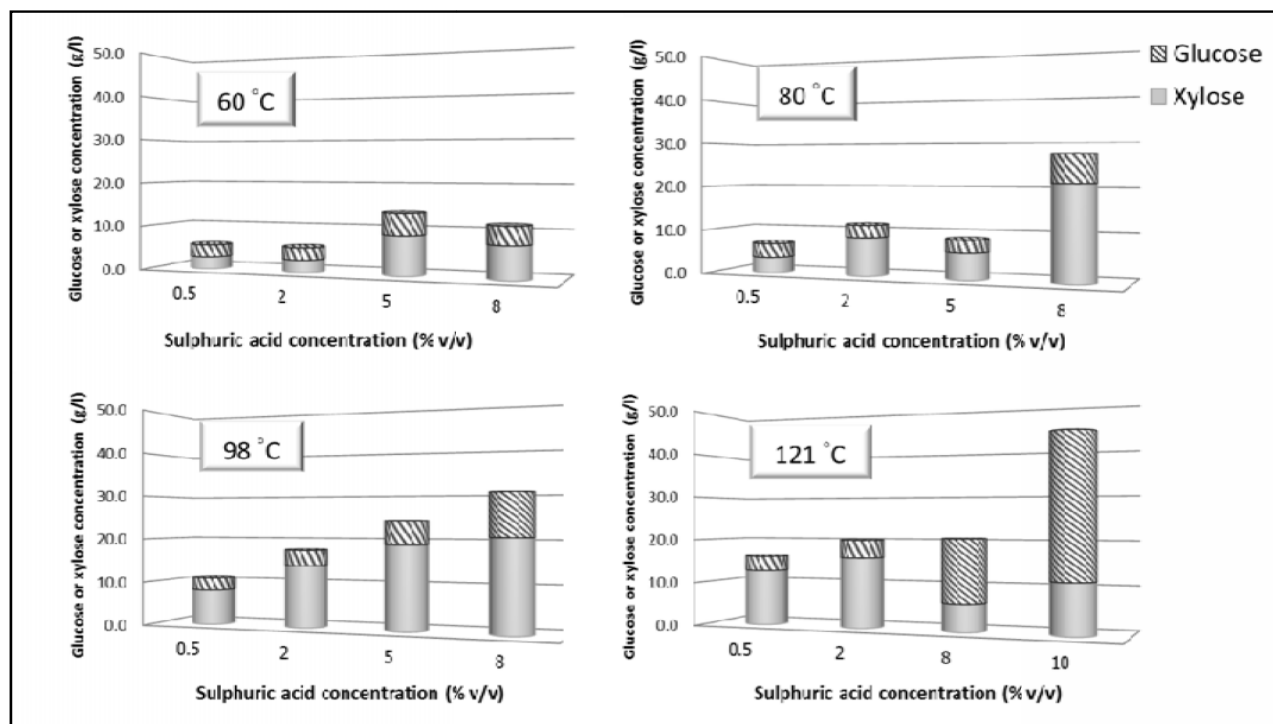 Glucose or xylose concentration (g/l)
50.0
40.0
30.0
20.0
10.0
0.0
60 °C
0.5
2
5
8
Sulphuric acid concentration (% v/v)
Glucose or xylose concentration (g/l)
50.0
40.0
30.0
20.0
10.0
0.0
80 °C
0.5
2
5
8
Sulphuric acid concentration (% v/v)
Glucose
Xylose
Glucose or xylose concentration (g/l)
50.0
40.0
30.0
20.0
10.0
0.0
98 °C
0.5
2
5
8
Sulphuric acid concentration (% v/v)
Glucose or xylose concentration (g/l)
50.0
40.0
30.0
20.0
10.0
0.0
121 °C
0.5
2
8
10
Sulphuric acid concentration (% v/v)